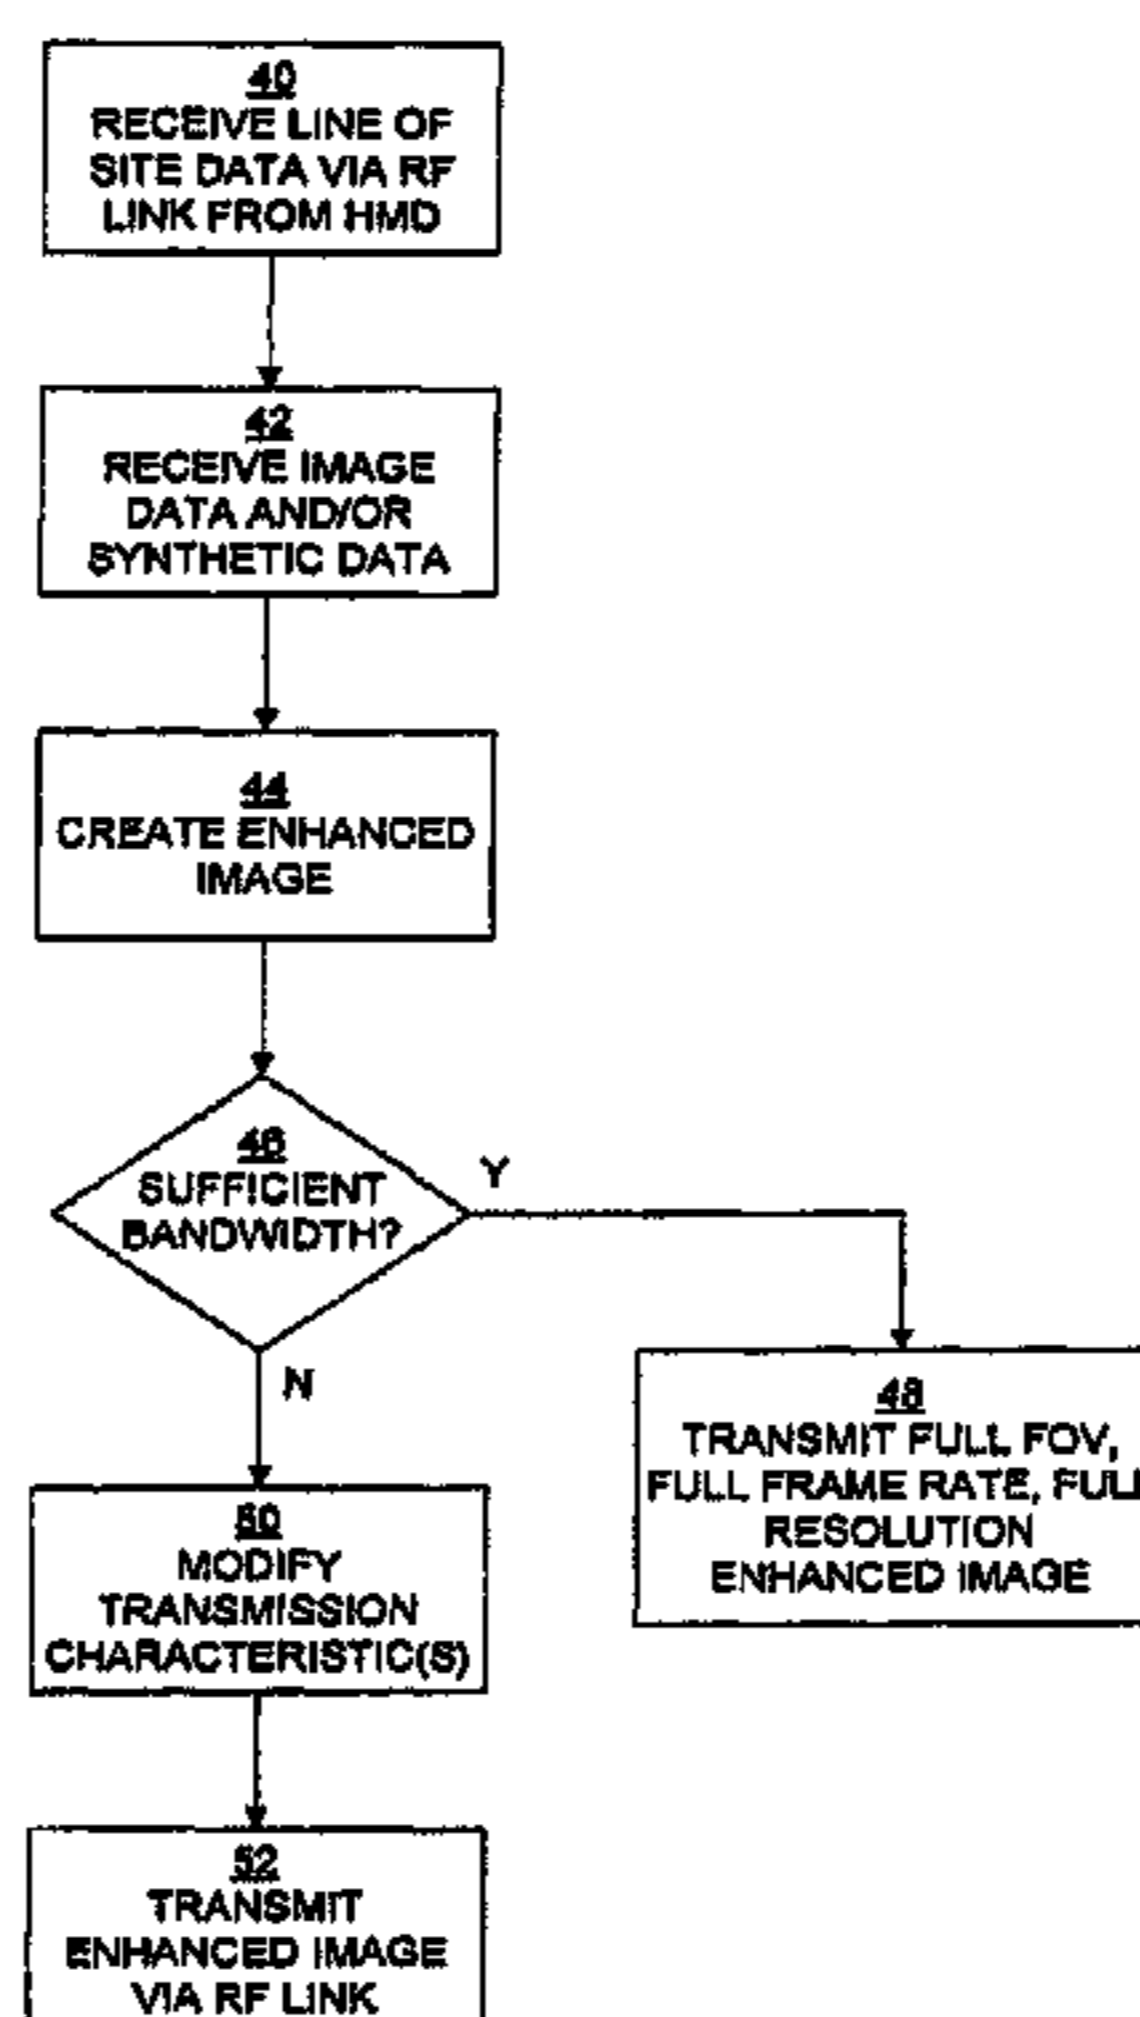 40
RECEIVE LINE OF
SITE DATA VIA RF
LINK FROM HMD
42
RECEIVE IMAGE
DATA AND/OR
SYNTHETIC DATA
44
CREATE ENHANCED
IMAGE
46
SUFFICIENT
BANDWIDTH?
Y
N
48
TRANSMIT FULL FOV,
FULL FRAME RATE, FULL
RESOLUTION
ENHANCED IMAGE
50
MODIFY
TRANSMISSION
CHARACTERISTIC(S)
52
TRANSMIT
ENHANCED IMAGE
VIA RF LINK